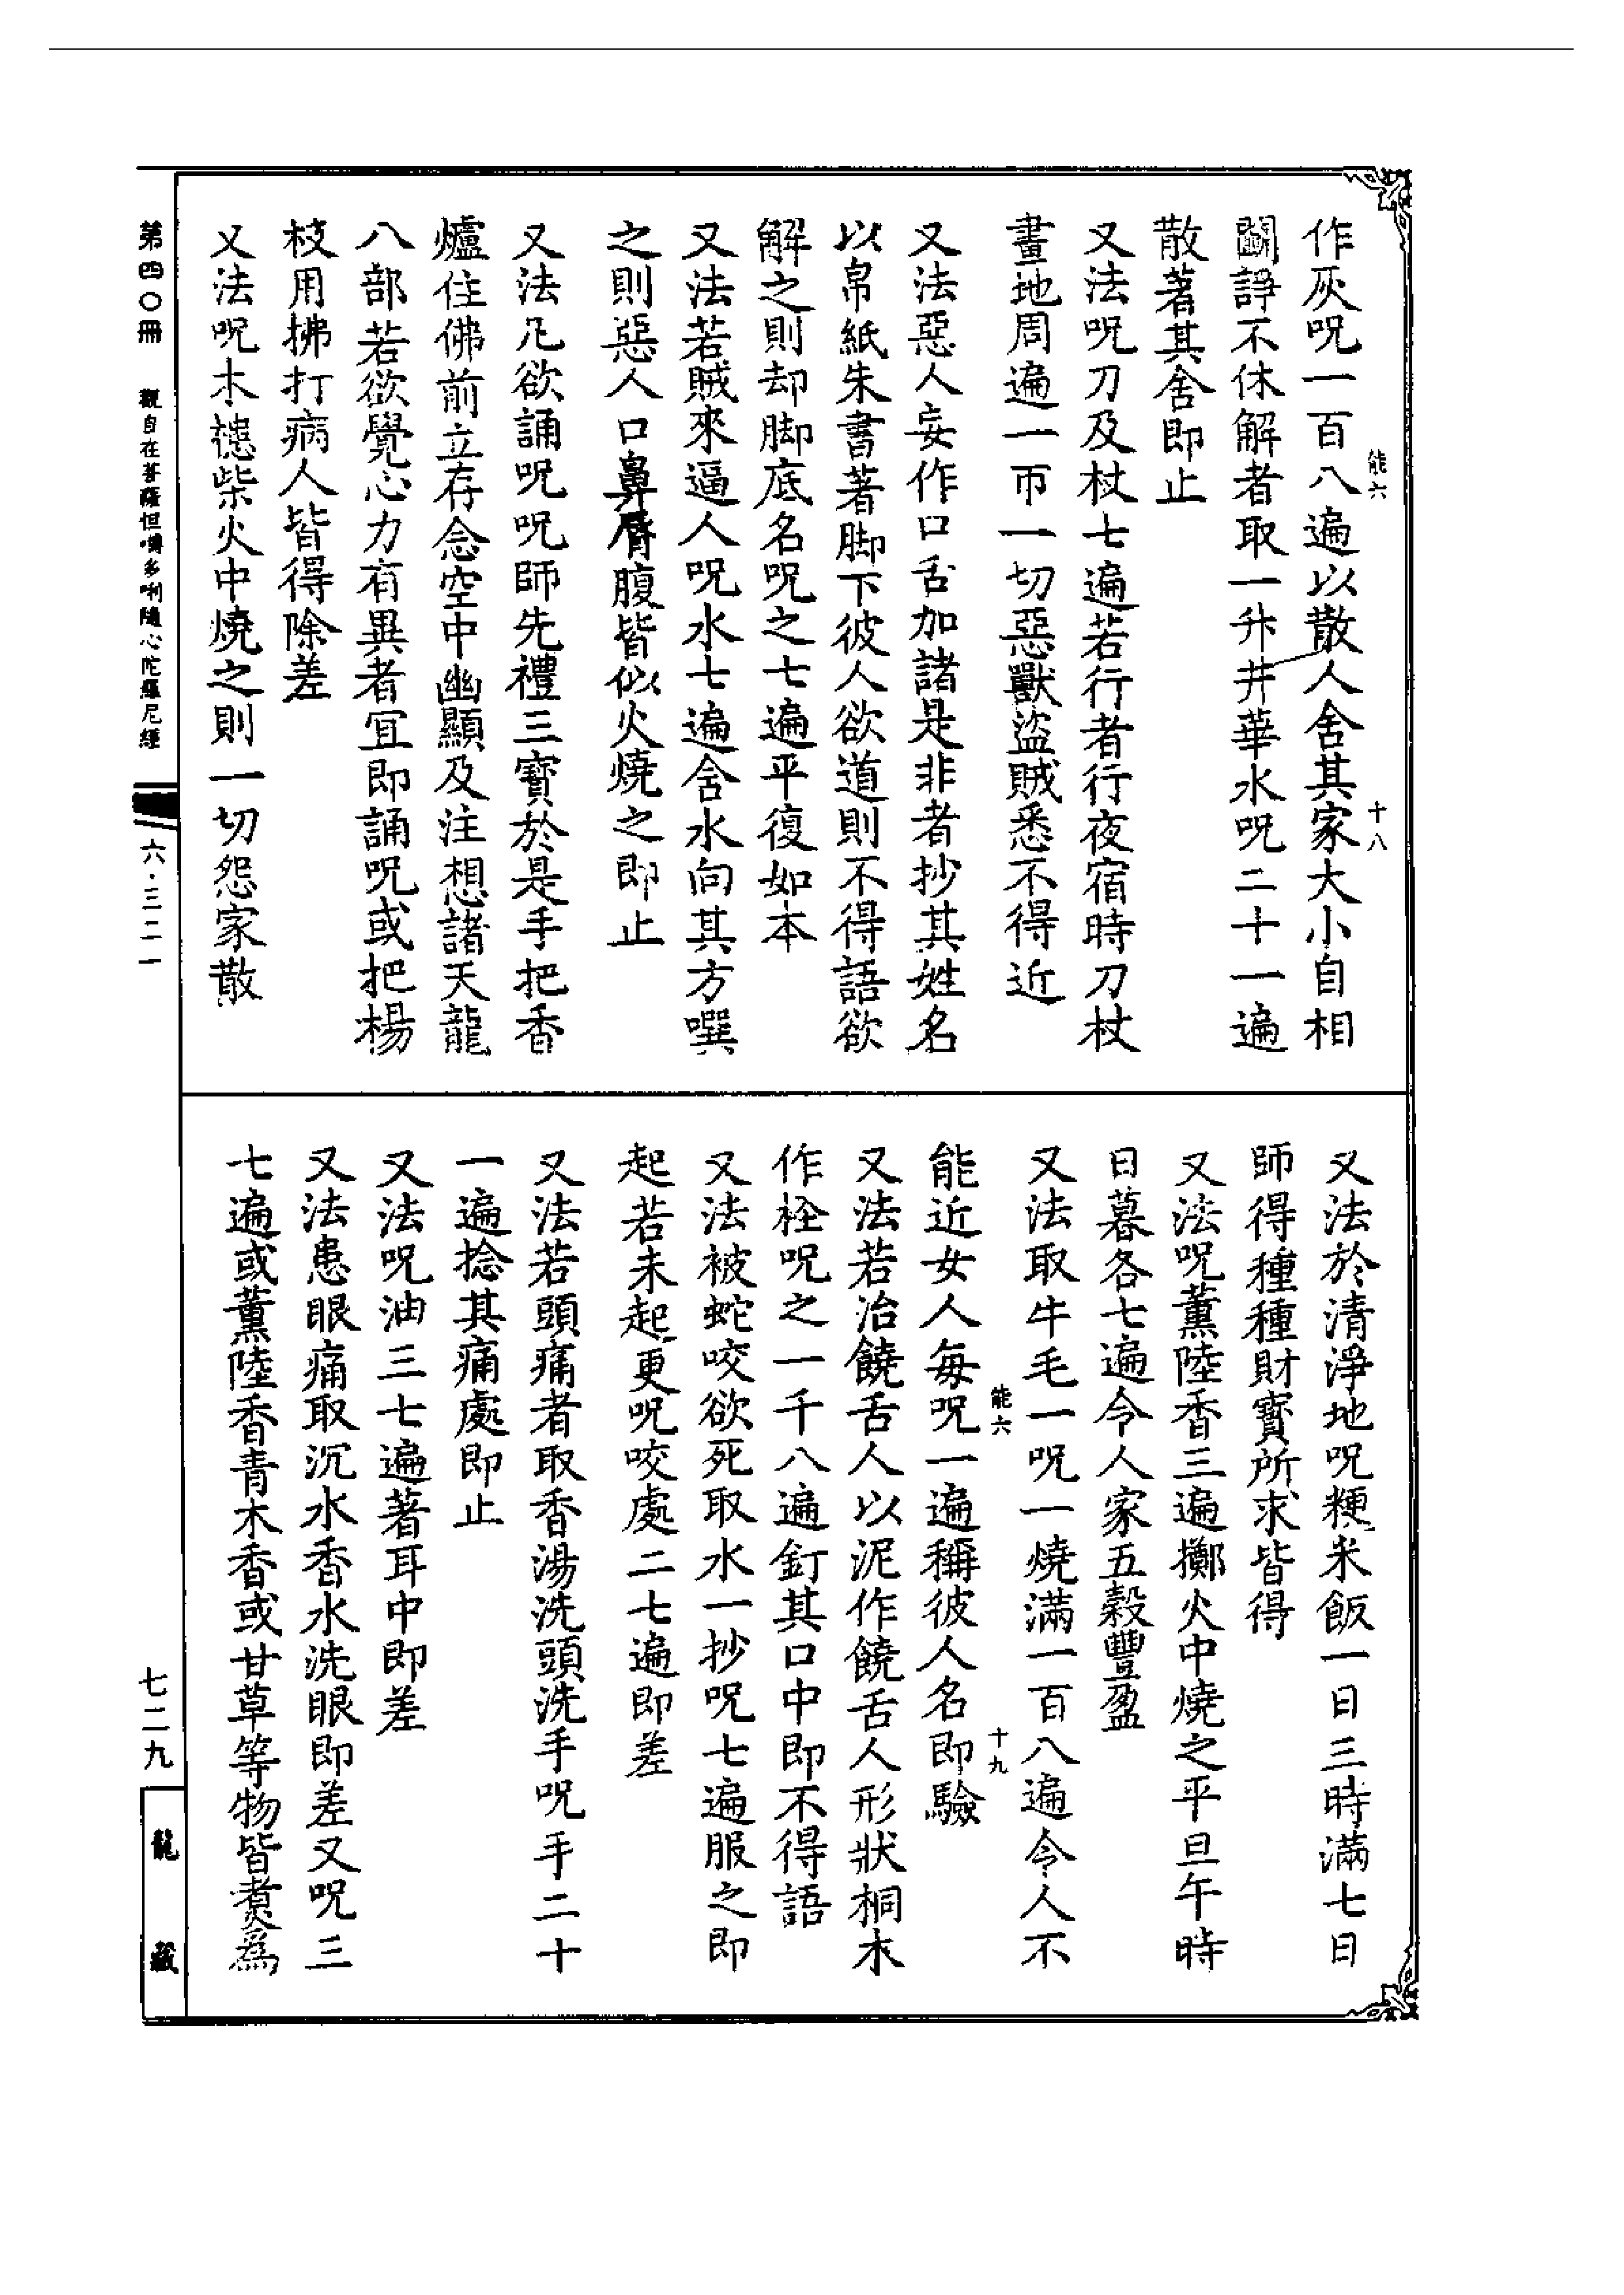 作灰呪一百八遍以散人舍其家大小自相
鬭諍不休解者取一升井華水呪二十一遍
散著其舍即止
又法呪刀及杖七遍若行者行夜宿時刀杖
畫地周遍一帀一切惡獸盜賊悉不得近
又法惡人妄作口舌加諸是非者抄其姓名
以帛紙朱書著脚下彼人欲道則不得語欲
解之則却脚底名呪之七遍平復如本
又法若賊來逼人呪水七遍含水向其方噀
之則惡人口鼻脣腹皆似火燒之即止
又法凡欲誦呪呪師先禮三寶於是手把香
爐住佛前立存念空中幽顯及注想諸天龍
八部若欲覺心力有異者宜即誦呪或把楊
枝用拂打病人皆得除差
又法呪木槵柴火中燒之則一切怨家散
能六
十八
又法於清淨地呪粳米飯一日三時滿七日
師得種種財寶所求皆得
又法呪薰陸香三遍擲火中燒之平旦午時
日暮各七遍令人家五穀豐盈
又法取牛毛一呪一燒滿一百八遍令人不
能近女人每呪一遍稱彼人名即驗
能六
十九
又法若治饒舌人以泥作饒舌人形狀桐木
作栓呪之一千八遍釘其口中即不得語
又法被蛇咬欲死取水一抄呪七遍服之即
起若未起更呪咬處二七遍即差
又法若頭痛者取香湯洗頭洗手呪手二十
一遍捻其痛處即止
又法呪油三七遍著耳中即差
又法患眼痛取沉水香水洗眼即差又呪三
七遍或薰陸香青木香或甘草等物皆煑為
第四〇冊
觀自在菩薩怛嚩多唎隨心陀羅尼經
六·三二一
七二九
龍藏